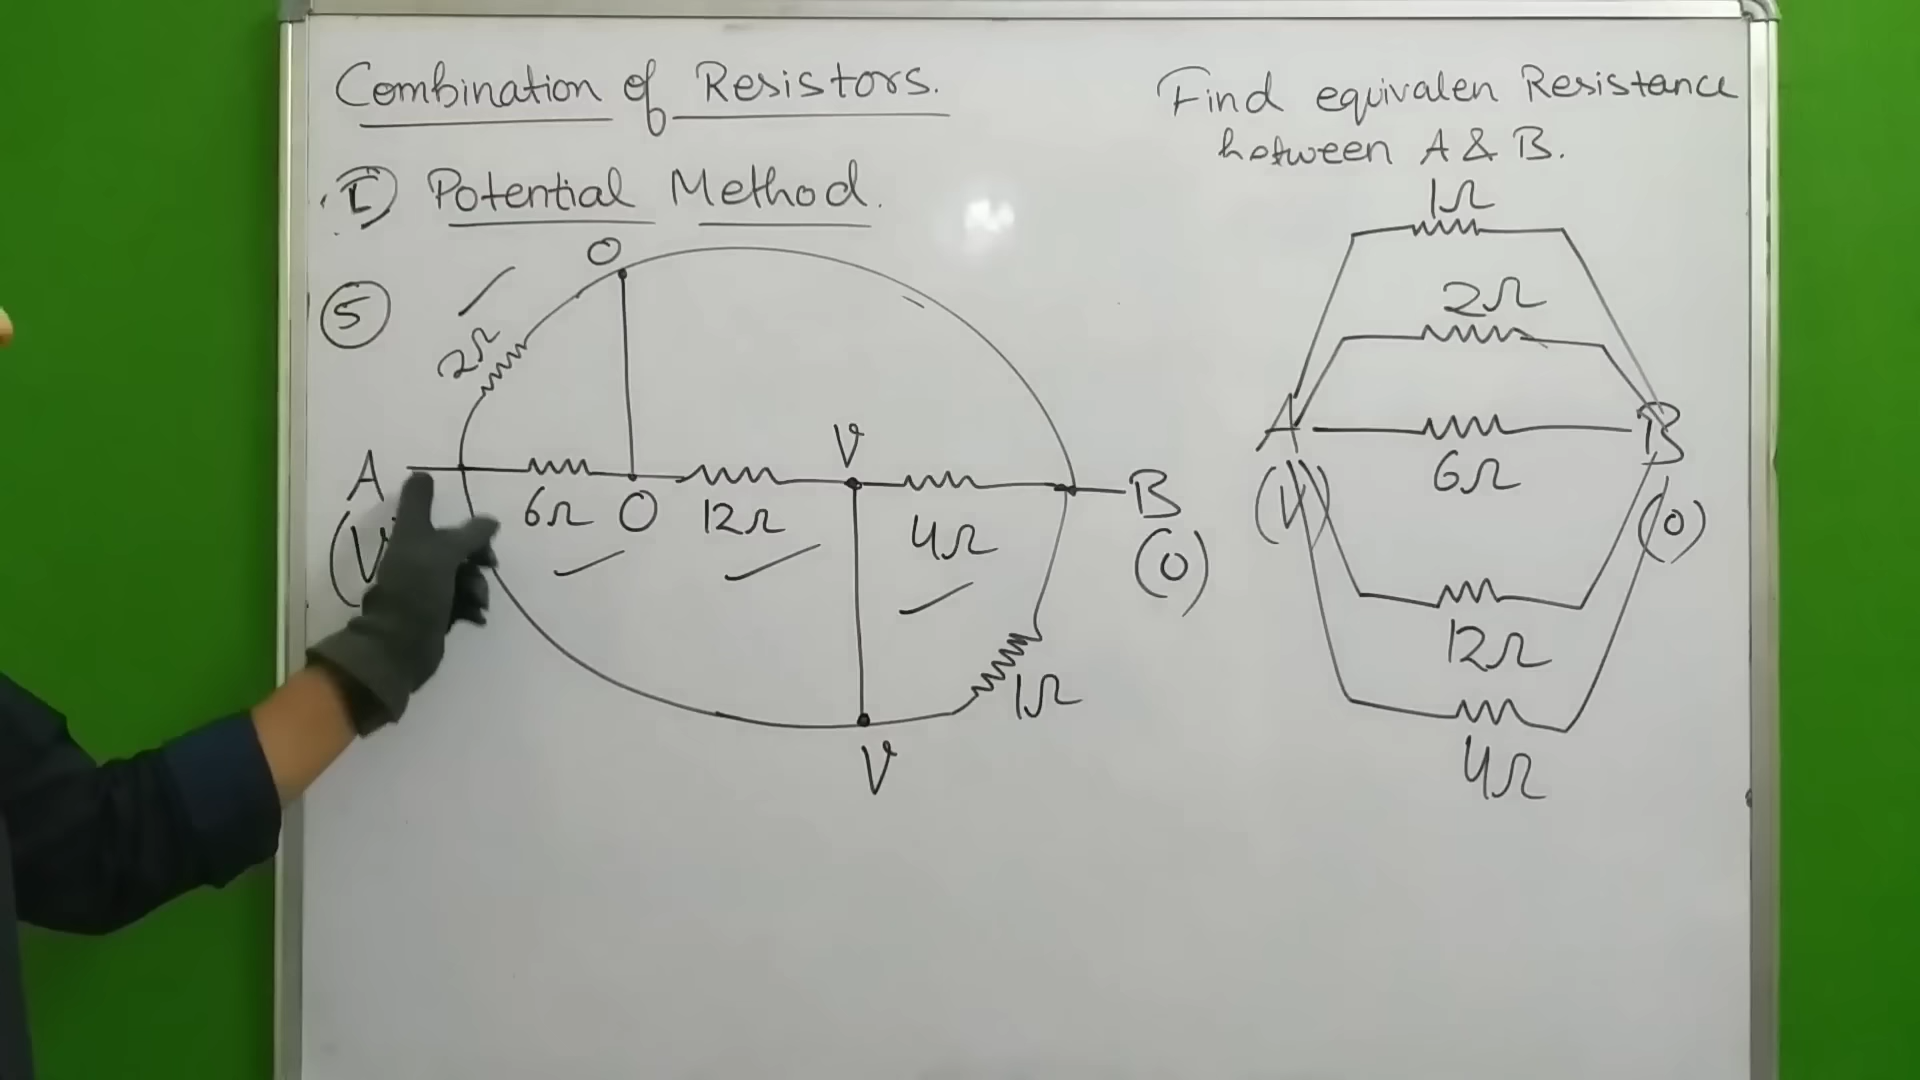 Combination of Resistors.
Find equivalen Resistance
between A & B.
I Potential Method.
5
O
2Ω
A
(V
6Ω
O
12Ω
V
4Ω
B
(0)
1Ω
V
1Ω
2Ω
A
B
6Ω
(V)
(0)
12Ω
4Ω